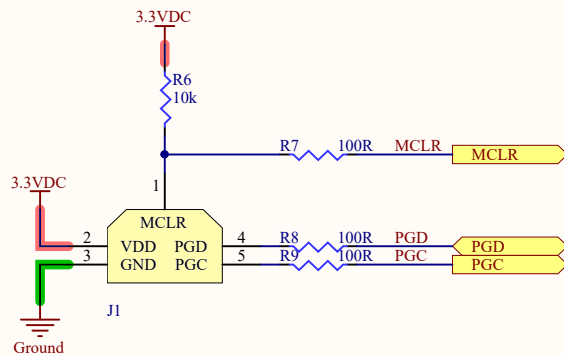 3.3VDC
R6
10k
R7 100R MCLR MCLR
1
3.3VDC
MCLR
2 VDD PGD 4 R8 100R PGD PGD
3 GND PGC 5 R9 100R PGC PGC
J1
Ground